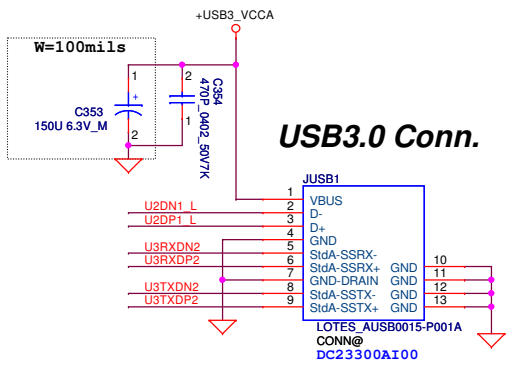 +USB3_VCCA
W=100mils
1
2
C353
150U 6.3V_M
2
1
C354
470P_0402_50V7K
USB3.0 Conn.
JUSB1
1 VBUS
U2DN1_L 2 D-
U2DP1_L 3 D+
4 GND
U3RXDN2 5 StdA-SSRX-
U3RXDP2 6 StdA-SSRX+ GND 10
7 GND-DRAIN GND 11
U3TXDN2 8 StdA-SSTX- GND 12
U3TXDP2 9 StdA-SSTX+ GND 13
LOTES_AUSB0015-P001A
CONN@
DC23300AI00